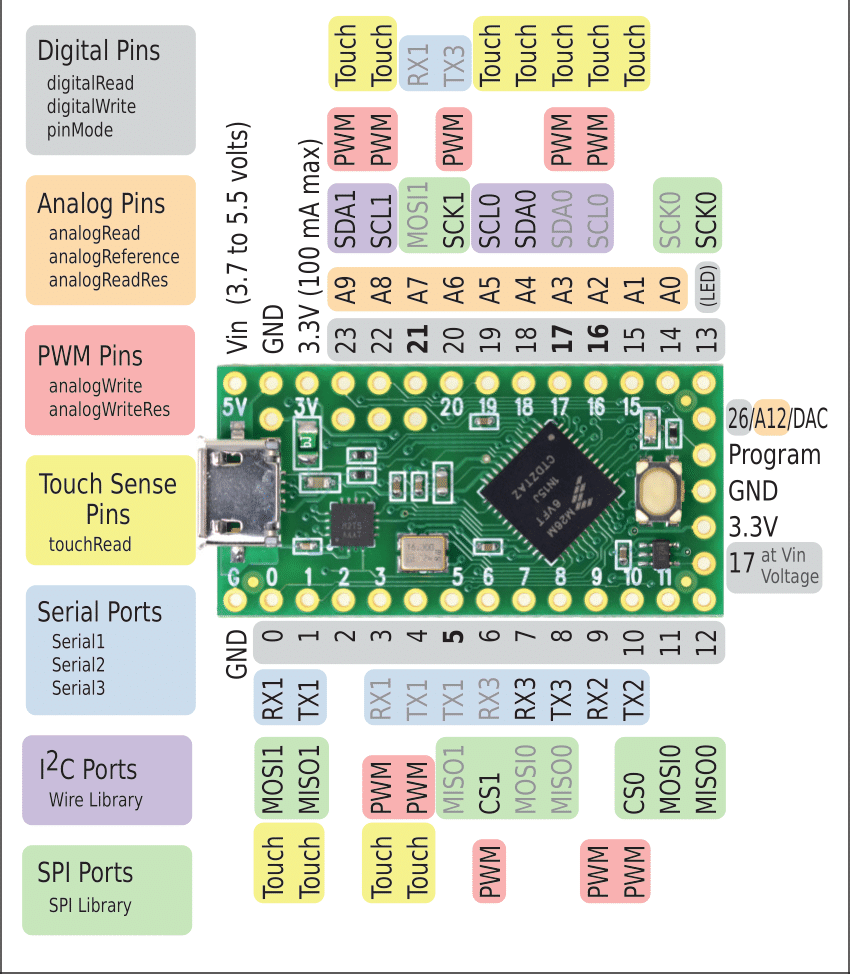 Digital Pins
digitalRead
digitalWrite
pinMode
Analog Pins
analogRead
analogReference
analogReadRes
PWM Pins
analogWrite
analogWriteRes
Touch Sense
Pins
touchRead
Serial Ports
Serial1
Serial2
Serial3
I2C Ports
Wire Library
SPI Ports
SPI Library
Touch Touch RX1 TX3 Touch Touch Touch Touch Touch
PWM PWM PWM PWM PWM
SDA1 SCL1 MOSI1 SCK1 SCL0 SDA0 SDA0 SCL0 SCK0 SCK0
A9 A8 A7 A6 A5 A4 A3 A2 A1 A0 (LED)
Vin (3.7 to 5.5 volts)
GND
3.3V (100 mA max)
23 22 21 20 19 18 17 16 15 14 13
5V 3V 20 19 18 17 16 15
M26M
6VFT
1N15J
CTDZTAZ
G 0 1 2 3 5 6 7 8 9 10 11
26/A12/DAC
Program
GND
3.3V
17 at Vin
Voltage
GND 0 1 2 3 4 5 6 7 8 9 10 11 12
RX1 TX1 RX1 TX1 TX1 RX3 RX3 TX3 RX2 TX2
MOSI1 MISO1 PWM PWM MISO1 CS1 MOSI0 MISO0 CS0 MOSI0 MISO0
Touch Touch Touch Touch PWM PWM PWM